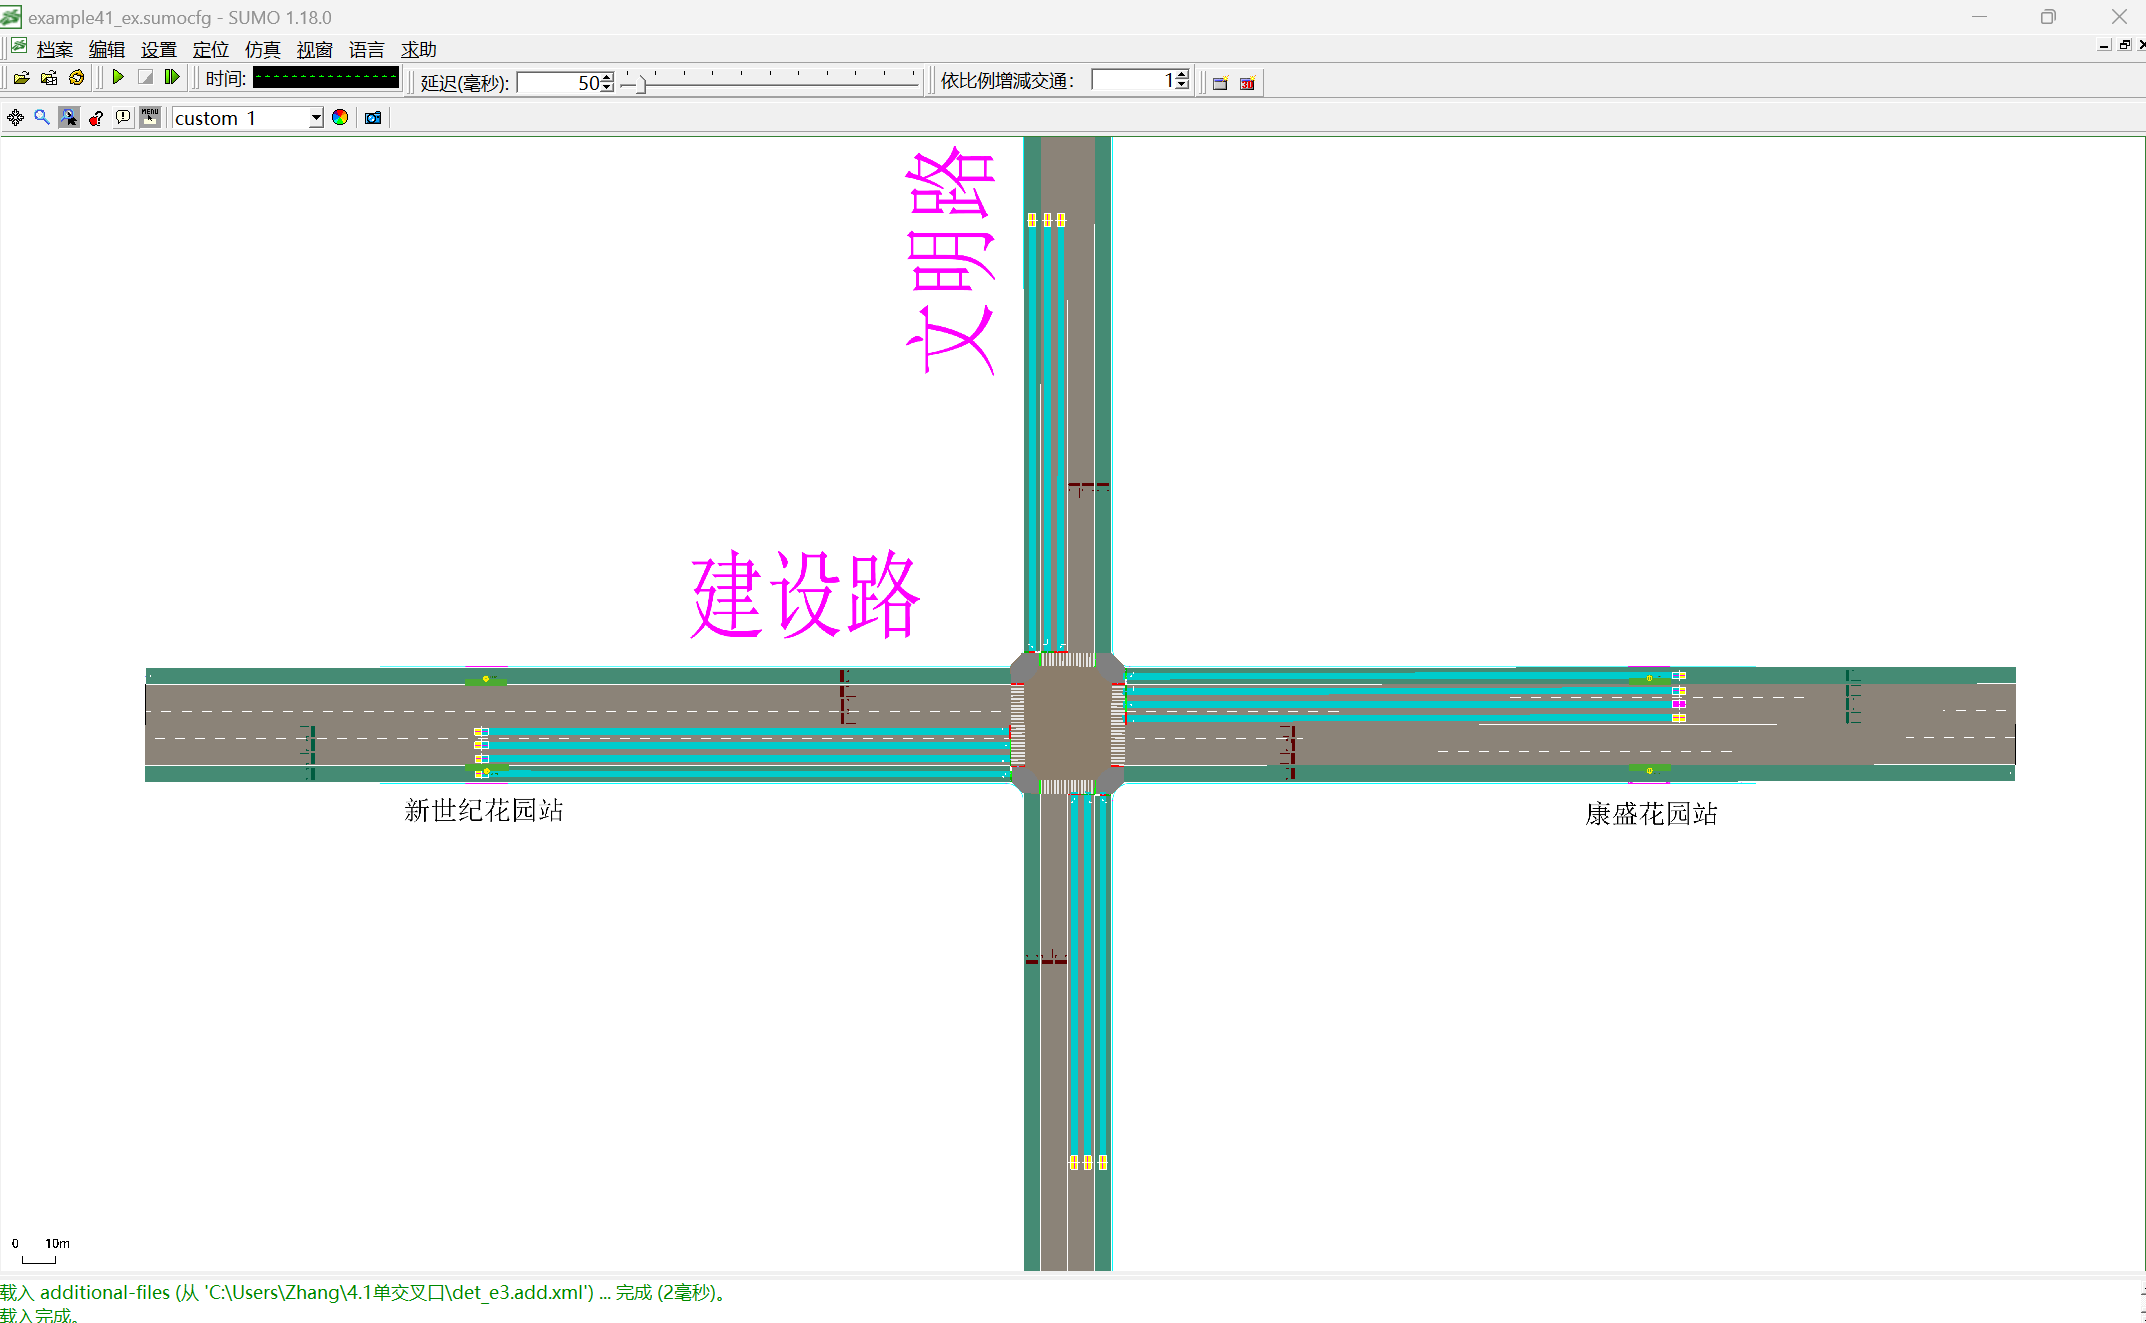 example41_ex.sumocfg - SUMO 1.18.0
档案 编辑 设置 定位 仿真 视窗 语言 求助
时间: 延迟(毫秒): 50 依比例增减交通: 1
custom 1
文明路
建设路
新世纪花园站
康盛花园站
0 10m
载入 additional-files (从 'C:\Users\Zhang\4.1单交叉口\det_e3.add.xml') ... 完成 (2毫秒)。
载入完成。